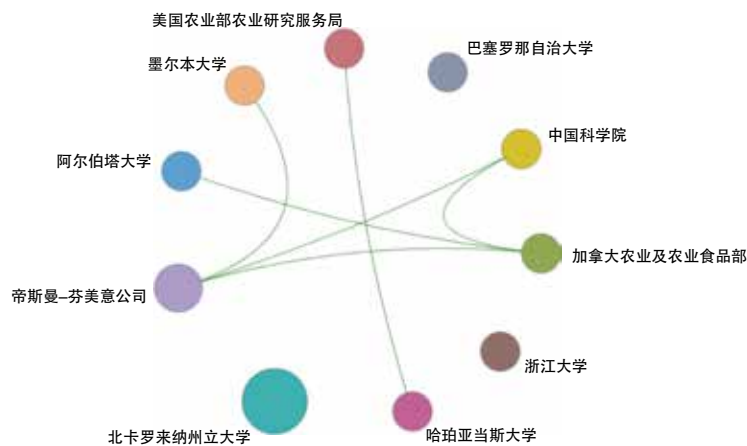 美国农业部农业研究服务局
巴塞罗那自治大学
墨尔本大学
中国科学院
阿尔伯塔大学
加拿大农业及农业食品部
帝斯曼–芬美意公司
浙江大学
北卡罗来纳州立大学
哈珀亚当斯大学